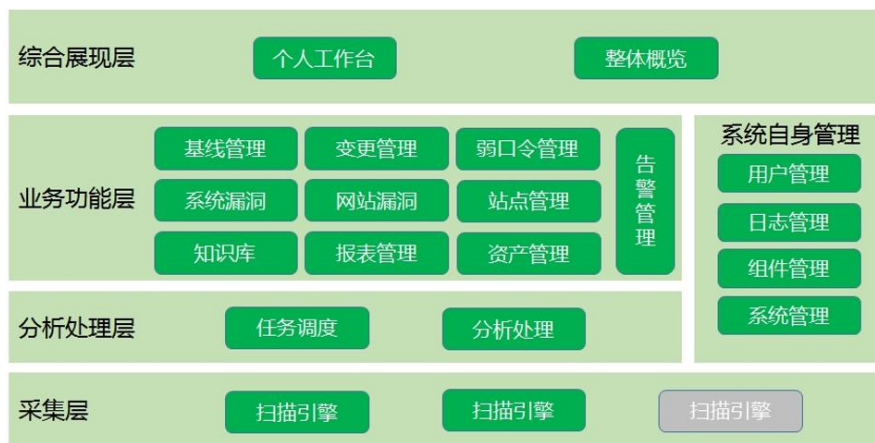 综合展现层
个人工作台
整体概览
业务功能层
基线管理
变更管理
弱口令管理
系统漏洞
网站漏洞
站点管理
知识库
报表管理
资产管理
告警管理
系统自身管理
用户管理
日志管理
组件管理
系统管理
分析处理层
任务调度
分析处理
采集层
扫描引擎
扫描引擎
扫描引擎